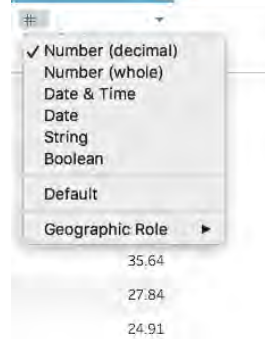 #
✓ Number (decimal)
Number (whole)
Date & Time
Date
String
Boolean
Default
Geographic Role ▶
35.64
27.84
24.91